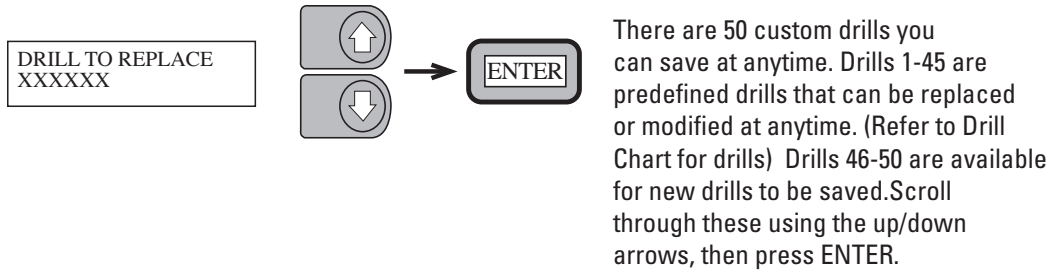 DRILL TO REPLACE
XXXXXX
ENTER
There are 50 custom drills you
can save at anytime. Drills 1-45 are
predefined drills that can be replaced
or modified at anytime. (Refer to Drill
Chart for drills)  Drills 46-50 are available
for new drills to be saved.Scroll
through these using the up/down
arrows, then press ENTER.